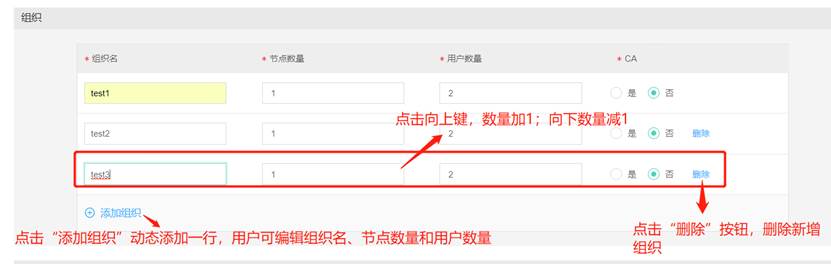 组织
* 组织名 * 节点数量 * 用户数量 * CA
test1 1 2 是 否
点击向上键，数量加1；向下数量减1
test2 1 2 是 否 删除
test3 1 2 是 否 删除
添加组织
点击“添加组织”动态添加一行，用户可编辑组织名、节点数量和用户数量
点击“删除”按钮，删除新增
组织